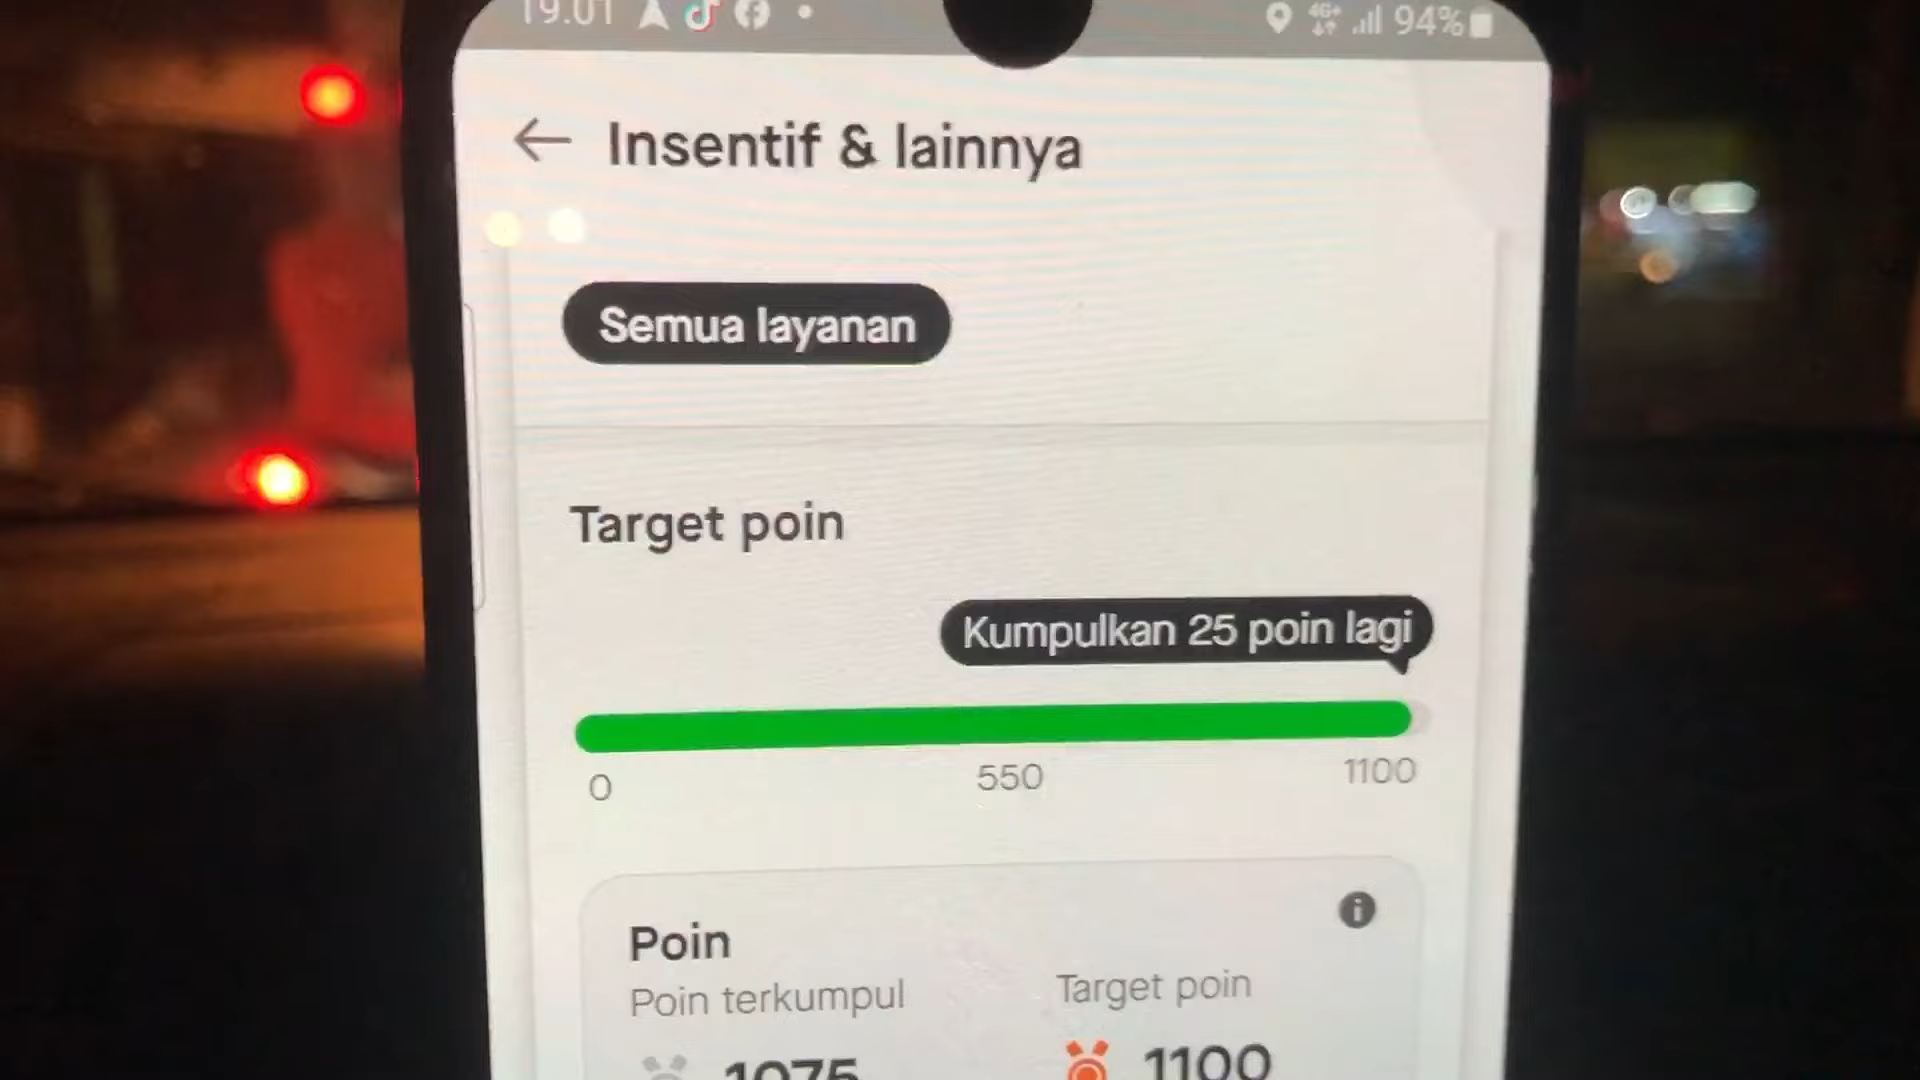 19.01 4G+ 94%
Insentif & lainnya
Semua layanan
Target poin
Kumpulkan 25 poin lagi
0 550 1100
Poin
Poin terkumpul Target poin
1075 1100